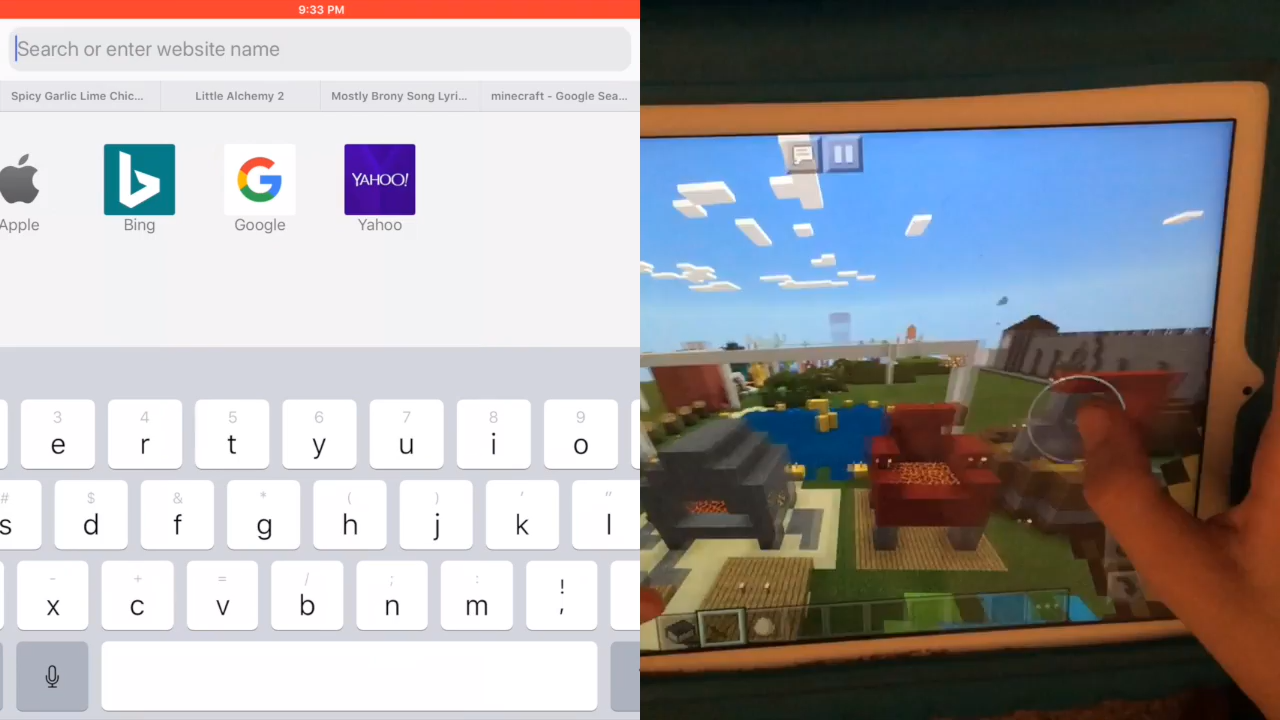 9:33 PM
Search or enter website name
Spicy Garlic Lime Chic... Little Alchemy 2 Mostly Brony Song Lyri... minecraft - Google Sea...
YAHOO!
Apple Bing Google Yahoo
3 4 5 6 7 8 9
e r t y u i o
# $ & * ( ) ' "
s d f g h j k l
- + = / ; : !
x c v b n m ,